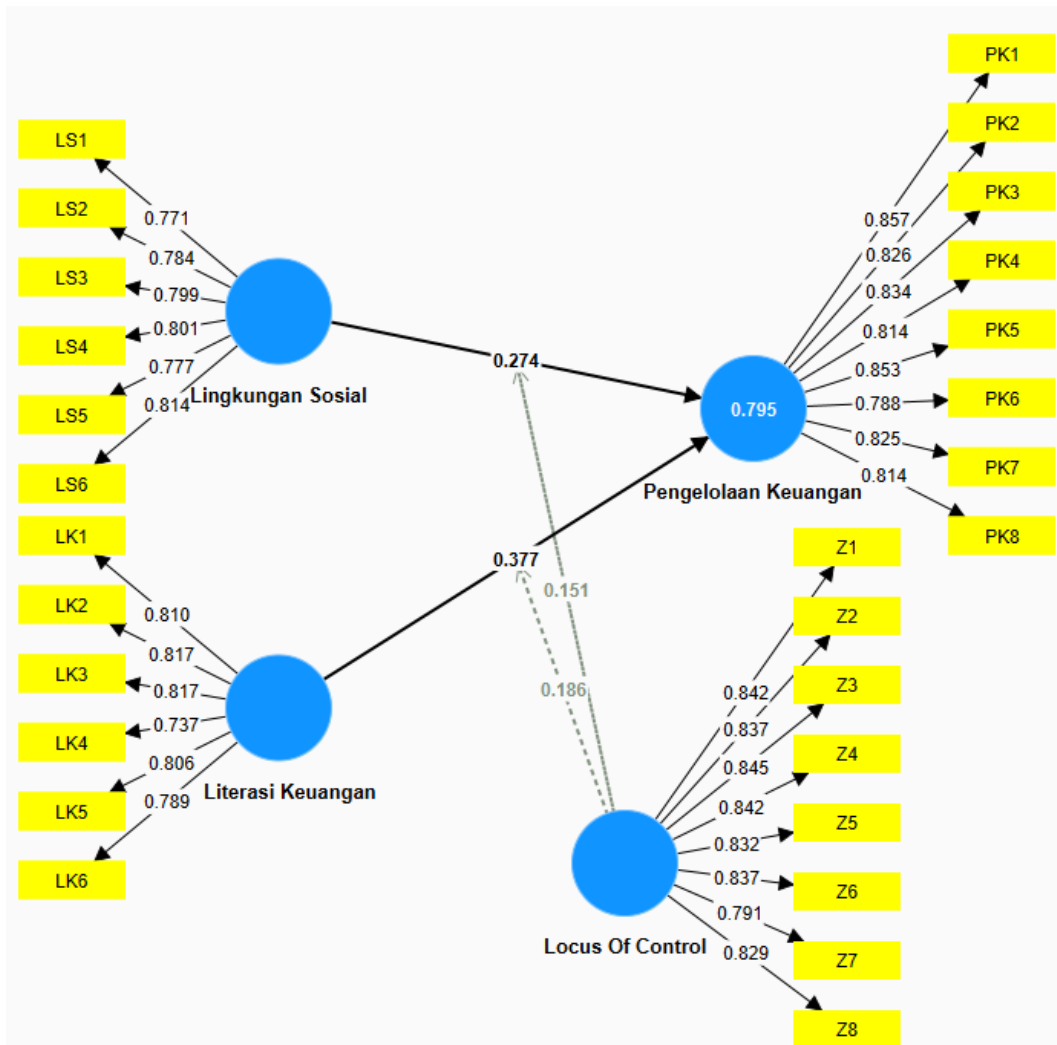 LS1
LS2
LS3
LS4
LS5
LS6
0.771
0.784
0.799
0.801
0.777
0.814
Lingkungan Sosial
LK1
LK2
LK3
LK4
LK5
LK6
0.810
0.817
0.817
0.737
0.806
0.789
Literasi Keuangan
0.274
0.377
0.151
0.186
0.795
Pengelolaan Keuangan
PK1
PK2
PK3
PK4
PK5
PK6
PK7
PK8
0.857
0.826
0.834
0.814
0.853
0.788
0.825
0.814
Locus Of Control
0.842
0.837
0.845
0.842
0.832
0.837
0.791
0.829
Z1
Z2
Z3
Z4
Z5
Z6
Z7
Z8